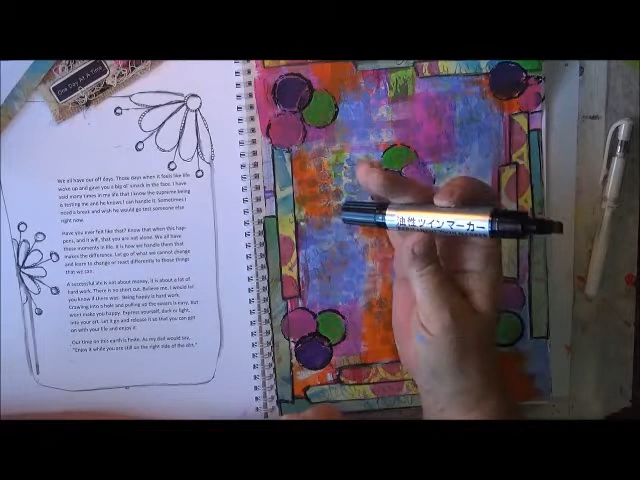 One Day At A Time
We all have our off days. Those days when it feels like life
woke up and gave you a big ol' smack in the face. I have
said many times in my life that I know the supreme being
is testing me and he knows I can handle it. Sometimes I
need a break and wish he would go test someone else
right now.
Have you ever felt like that? Know that when this hap-
pens, and it will, that you are not alone. We all have
these moments in life. It is how we handle them that
makes the difference. Let go of what we cannot change
and learn to change or react differently to those things
that we can.
A successful life is not about money, it is about a lot of
hard work. There is no short cut. Believe me, I would let
you know if there was. Being happy is hard work.
Crawling into a hole and pulling up the covers is easy. But
wont make you happy. Express yourself, dark or light,
into your art. Let it go and release it so that you can get
on with your life and enjoy it.
Our time on this earth is finite. As my dad would say,
"Enjoy it while you are still on the right side of the dirt."
油性ツインマーカー